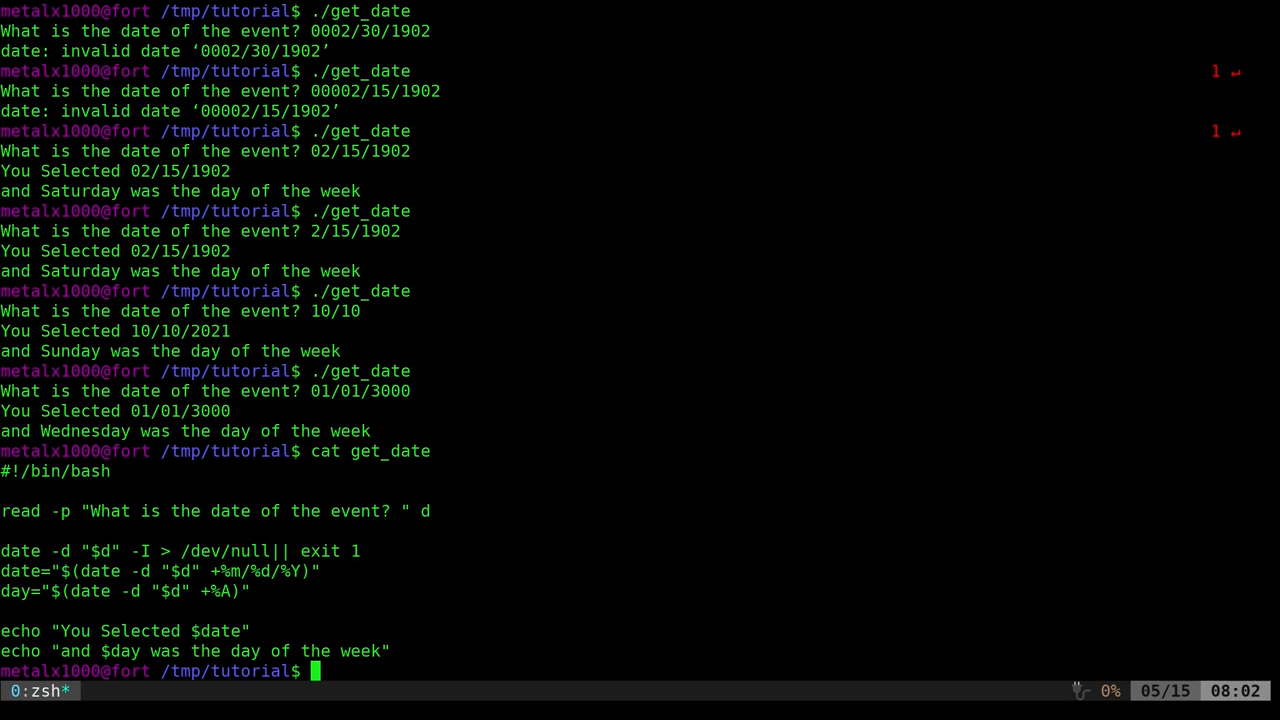 metalx1000@fort /tmp/tutorial$ ./get_date
What is the date of the event? 0002/30/1902
date: invalid date ‘0002/30/1902’
metalx1000@fort /tmp/tutorial$ ./get_date 1 ↵
What is the date of the event? 00002/15/1902
date: invalid date ‘00002/15/1902’
metalx1000@fort /tmp/tutorial$ ./get_date 1 ↵
What is the date of the event? 02/15/1902
You Selected 02/15/1902
and Saturday was the day of the week
metalx1000@fort /tmp/tutorial$ ./get_date
What is the date of the event? 2/15/1902
You Selected 02/15/1902
and Saturday was the day of the week
metalx1000@fort /tmp/tutorial$ ./get_date
What is the date of the event? 10/10
You Selected 10/10/2021
and Sunday was the day of the week
metalx1000@fort /tmp/tutorial$ ./get_date
What is the date of the event? 01/01/3000
You Selected 01/01/3000
and Wednesday was the day of the week
metalx1000@fort /tmp/tutorial$ cat get_date
#!/bin/bash
read -p "What is the date of the event? " d
date -d "$d" -I > /dev/null|| exit 1
date="$(date -d "$d" +%m/%d/%Y)"
day="$(date -d "$d" +%A)"
echo "You Selected $date"
echo "and $day was the day of the week"
metalx1000@fort /tmp/tutorial$
0:zsh* 0% 05/15 08:02